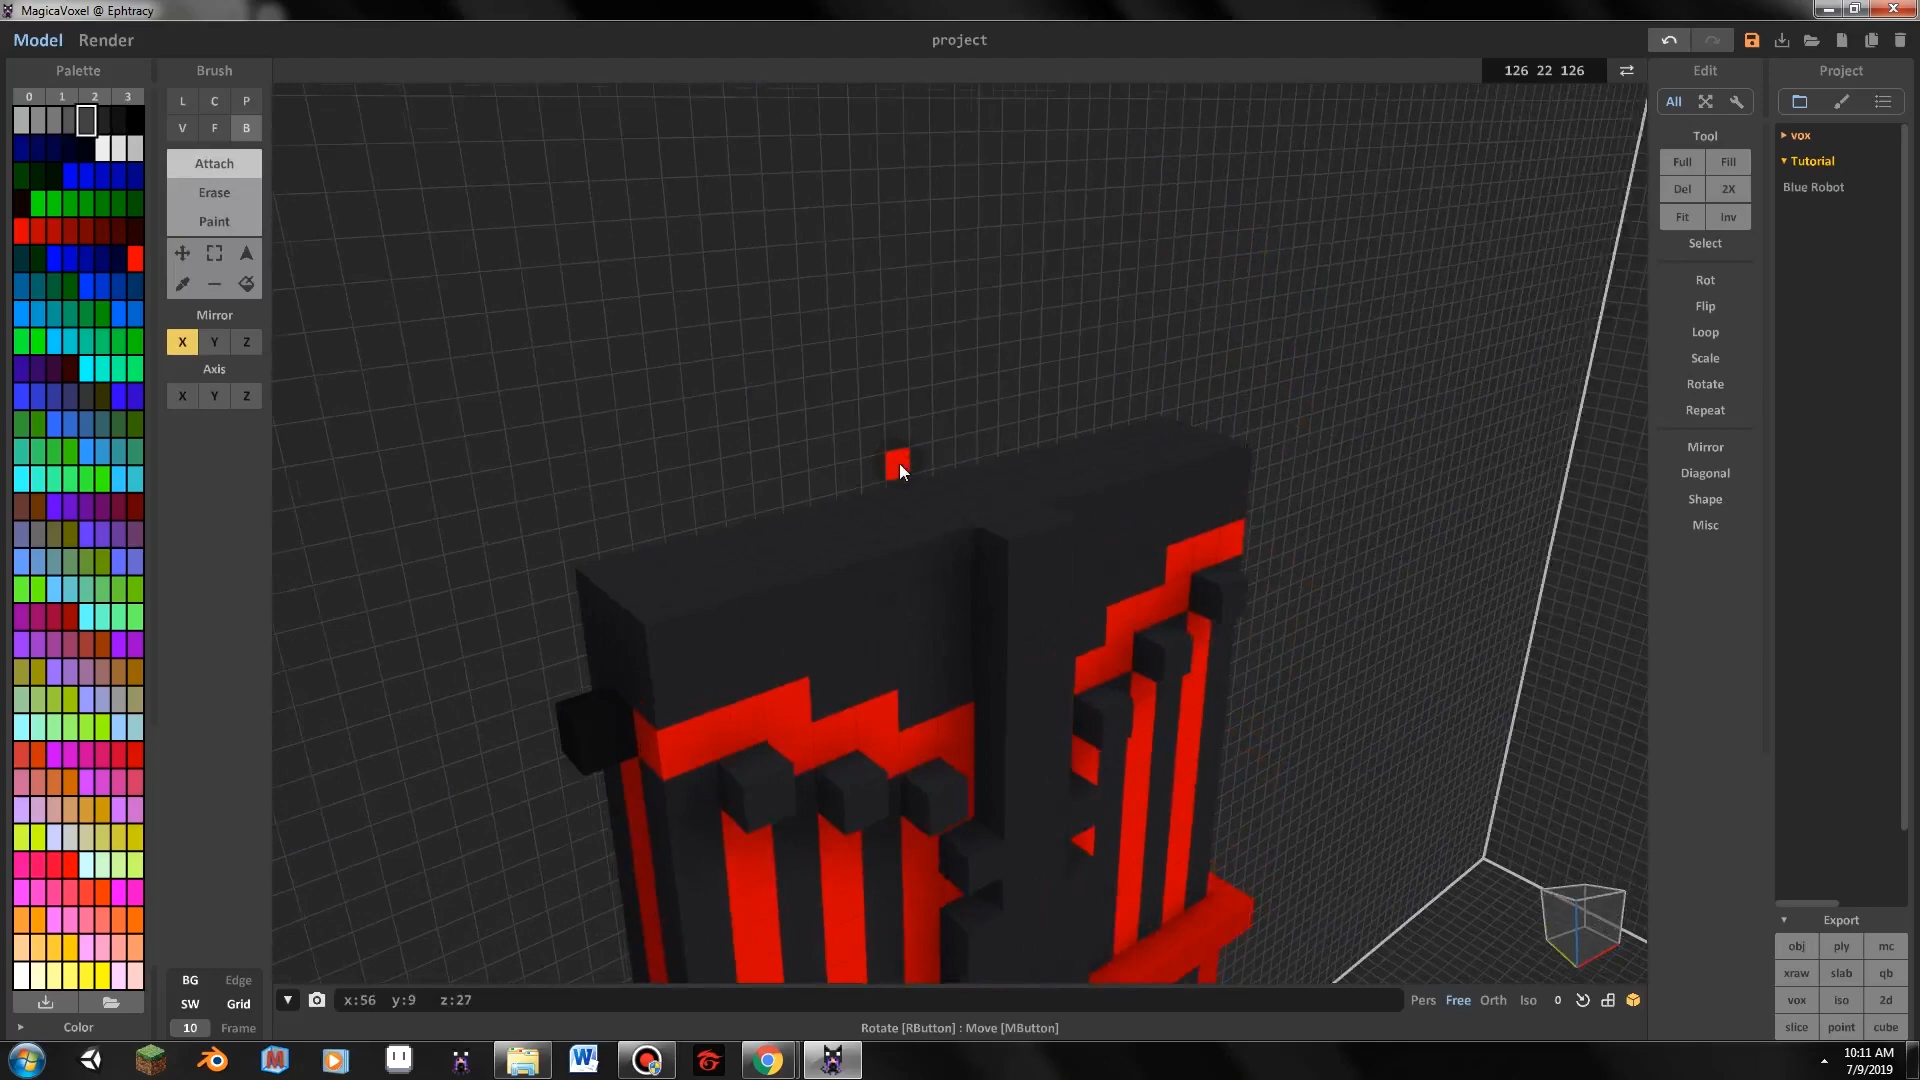 MagicaVoxel @ Ephtracy
Model Render
project
Palette
0 1 2 3
Color
Brush
L C P
V F B
Attach
Erase
Paint
Mirror
X Y Z
Axis
X Y Z
BG Edge
SW Grid
10 Frame
126 22 126
x:56 y:9 z:27
Pers Free Orth Iso 0
Rotate [RButton] : Move [MButton]
Edit
All
Tool
Full Fill
Del 2X
Fit Inv
Select
Rot
Flip
Loop
Scale
Rotate
Repeat
Mirror
Diagonal
Shape
Misc
Project
vox
Tutorial
Blue Robot
Export
obj ply mc
xraw slab qb
vox iso 2d
slice point cube
10:11 AM
7/9/2019